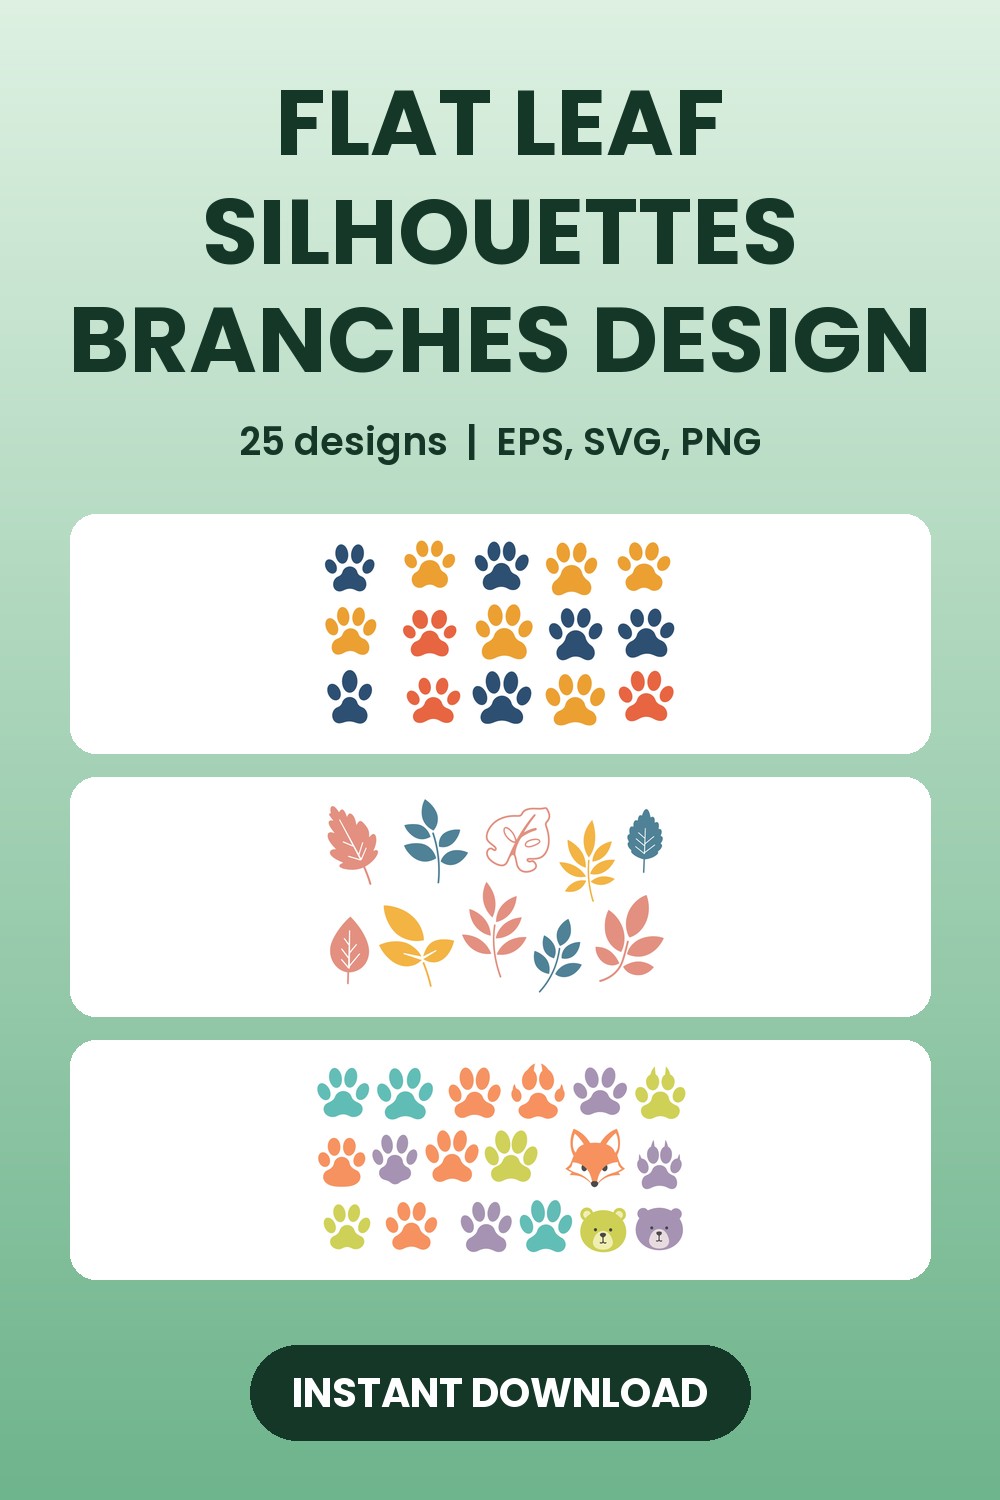 FLAT LEAF
SILHOUETTES
BRANCHES DESIGN
25 designs | EPS, SVG, PNG
INSTANT DOWNLOAD